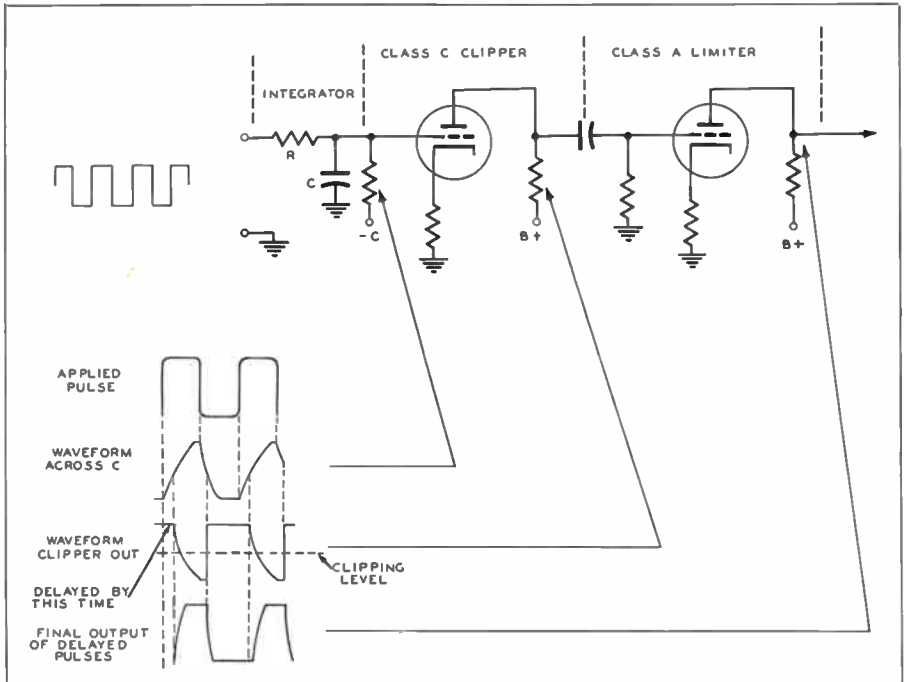 CLASS C CLIPPER
CLASS A LIMITER
INTEGRATOR
R
C
-C
B+
B+
APPLIED
PULSE
WAVEFORM
ACROSS C
WAVEFORM
CLIPPER OUT
CLIPPING
LEVEL
DELAYED BY
THIS TIME
FINAL OUTPUT
OF DELAYED
PULSES